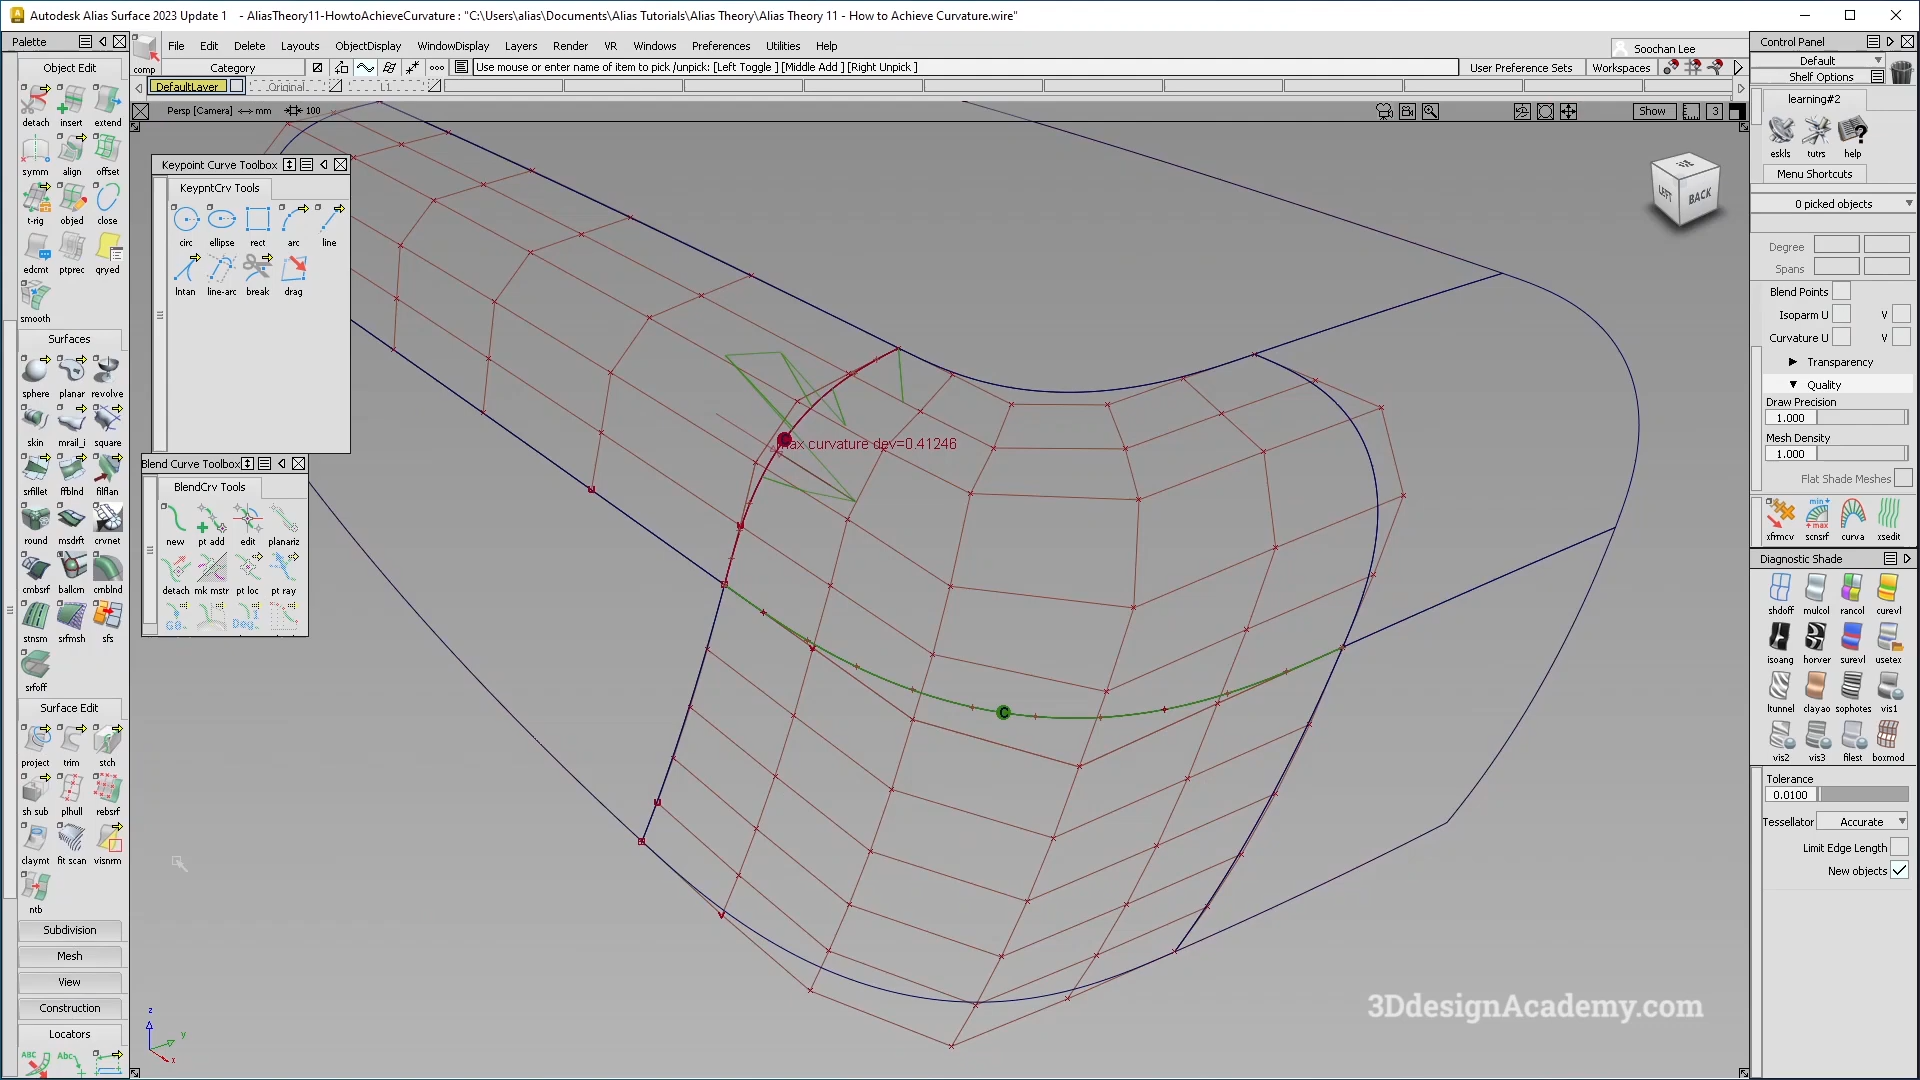 Autodesk Alias Surface 2023 Update 1 - AliasTheory11-HowtoAchieveCurvature : "C:\Users\alias\Documents\Alias Tutorials\Alias Theory\Alias Theory 11 - How to Achieve Curvature.wire"
Palette
File Edit Delete Layouts ObjectDisplay WindowDisplay Layers Render VR Windows Preferences Utilities Help
Soochan Lee
comp
Category
Use mouse or enter name of item to pick /unpick: [Left Toggle ] [Middle Add ] [Right Unpick ]
User Preference Sets
Workspaces
DefaultLayer
Original
L1
Persp [Camera] mm 100
Show
3
Object Edit
detach insert extend
symm align offset
t-rig objed close
edcmt ptprec qryed
smooth
Surfaces
sphere planar revolve
skin mrail_i square
srfillet ffblnd filflan
round msdrft crvnet
cmbsrf ballcrn crnblnd
stnsm srfmsh sfs
srfoff
Surface Edit
project trim stch
sh sub plhull rebsrf
claymt fit scan visnrm
ntb
Subdivision
Mesh
View
Construction
Locators
ABC Abc
Keypoint Curve Toolbox
KeypntCrv Tools
circ ellipse rect arc line
lntan line-arc break drag
Blend Curve Toolbox
BlendCrv Tools
new pt add edit planariz
detach mk mstr pt loc pt ray
G0 Deg
max curvature dev=0.41246
C
LEFT BACK
z
y
x
3DdesignAcademy.com
Control Panel
Default
Shelf Options
learning#2
eskls tutrs help
Menu Shortcuts
0 picked objects
Degree
Spans
Blend Points
Isoparm U V
Curvature U V
Transparency
Quality
Draw Precision
1.000
Mesh Density
1.000
Flat Shade Meshes
min
max
xfrmcv scnsrf curva xsedit
Diagnostic Shade
shdoff mulcol rancol curevl
isoang horver surevl usetex
ltunnel clayao sophotes vis1
vis2 vis3 filest boxmod
Tolerance
0.0100
Tessellator Accurate
Limit Edge Length
New objects